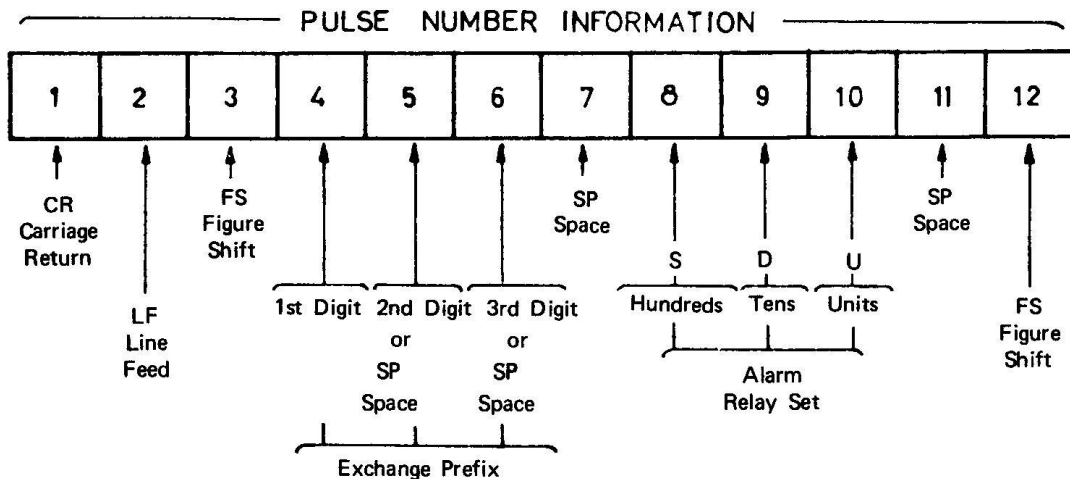 PULSE NUMBER INFORMATION
1 2 3 4 5 6 7 8 9 10 11 12
CR
Carriage
Return
LF
Line
Feed
FS
Figure
Shift
1st Digit
2nd Digit
or
SP
Space
3rd Digit
or
SP
Space
Exchange Prefix
SP
Space
S
Hundreds
D
Tens
U
Units
Alarm
Relay Set
SP
Space
FS
Figure
Shift